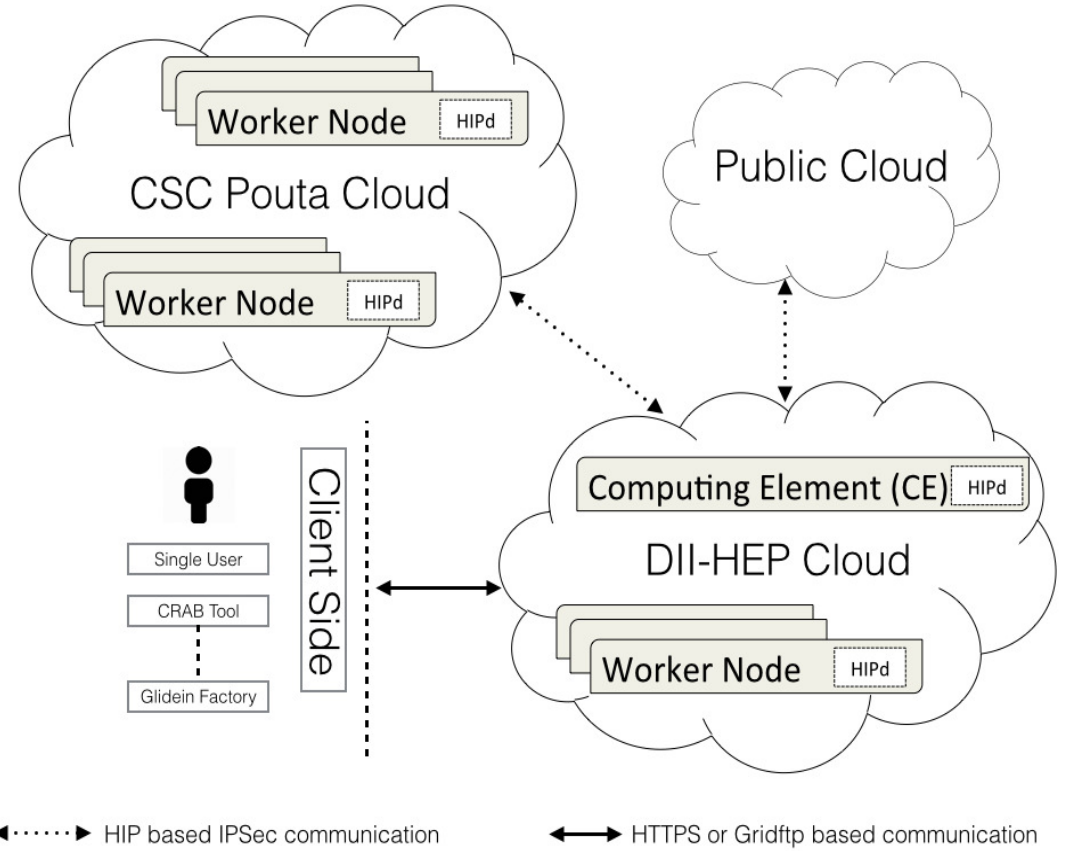 Worker Node HIPd
CSC Pouta Cloud
Worker Node HIPd
Public Cloud
Computing Element (CE) HIPd
DII-HEP Cloud
Worker Node HIPd
Client Side
Single User
CRAB Tool
Glidein Factory
HIP based IPSec communication
HTTPS or Gridftp based communication